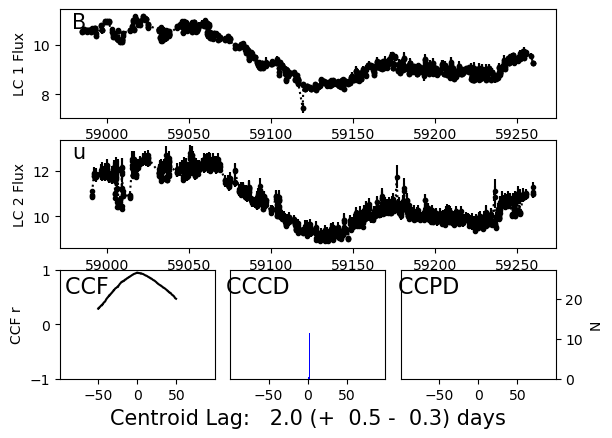 B
LC 1 Flux
10
8
59000 59050 59100 59150 59200 59250
u
LC 2 Flux
12
10
59000 59050 59100 59150 59200 59250
CCF CCCD CCPD
CCF r
1
0
−1
20
10
0
N
−50 0 50 −50 0 50 −50 0 50
Centroid Lag: 2.0 (+ 0.5 - 0.3) days